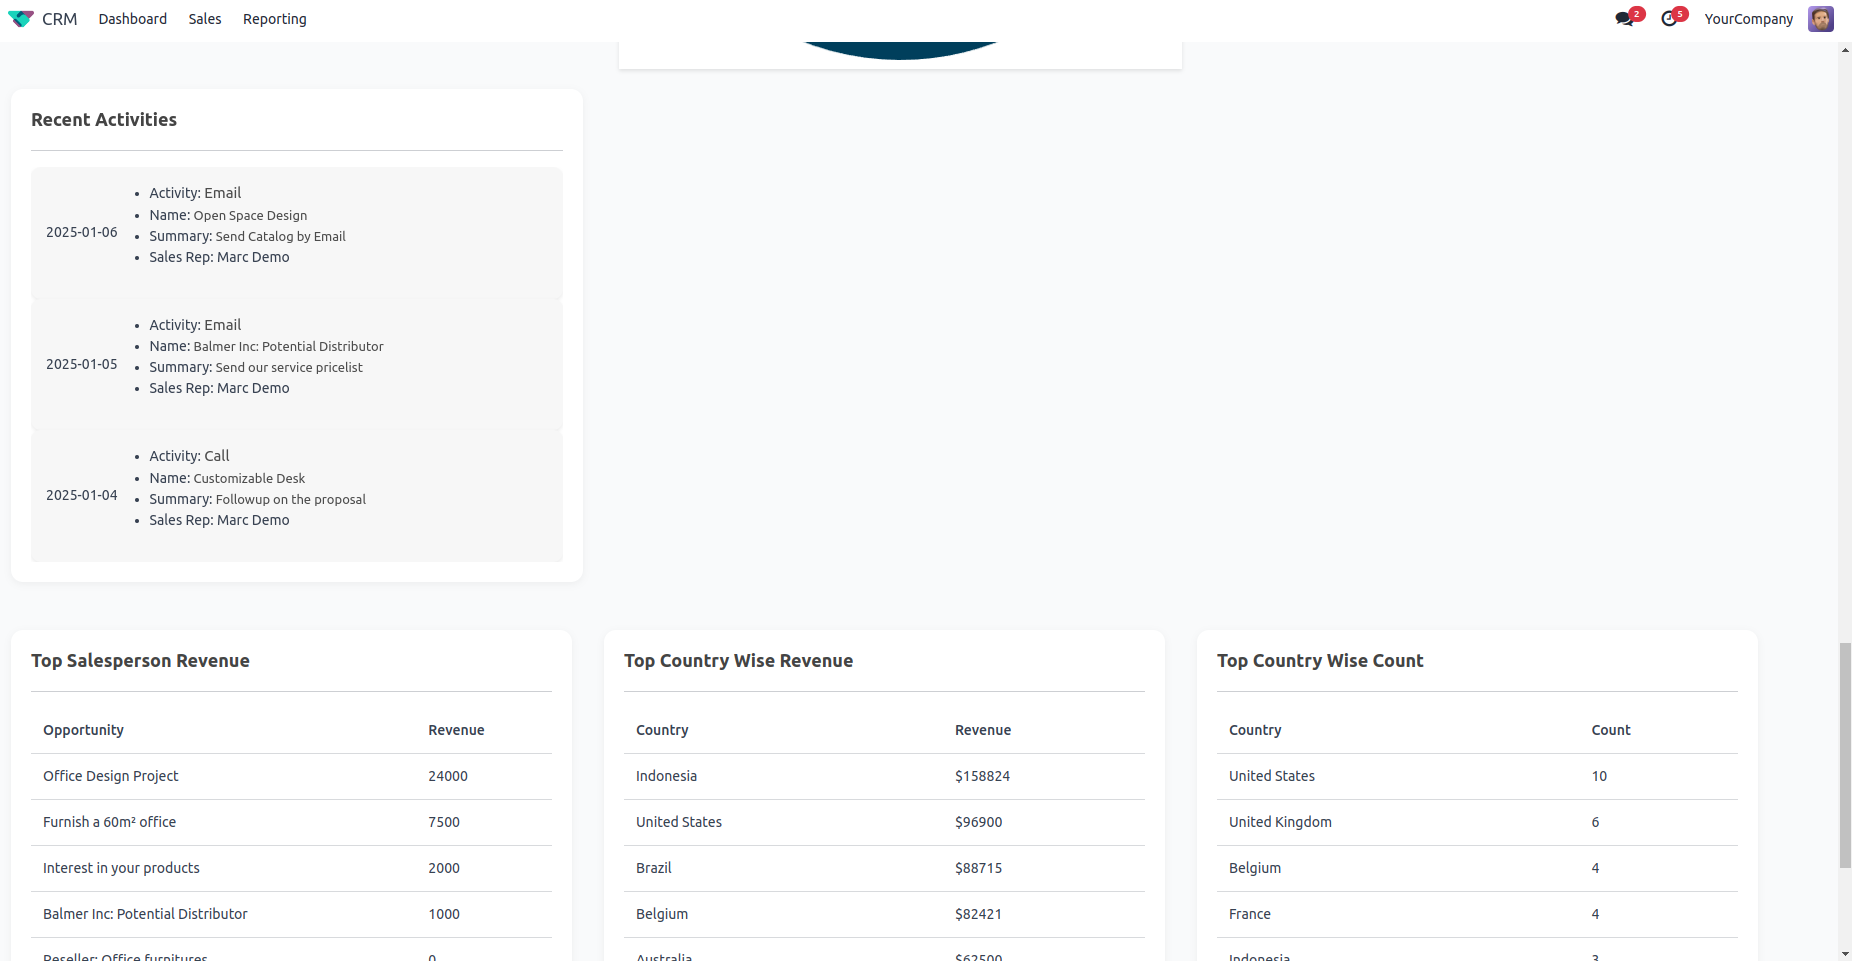 CRM Dashboard Sales Reporting 2 5 YourCompany
Recent Activities
2025-01-06
Activity: Email
Name: Open Space Design
Summary: Send Catalog by Email
Sales Rep: Marc Demo
2025-01-05
Activity: Email
Name: Balmer Inc: Potential Distributor
Summary: Send our service pricelist
Sales Rep: Marc Demo
2025-01-04
Activity: Call
Name: Customizable Desk
Summary: Followup on the proposal
Sales Rep: Marc Demo
Top Salesperson Revenue
Opportunity Revenue
Office Design Project 24000
Furnish a 60m² office 7500
Interest in your products 2000
Balmer Inc: Potential Distributor 1000
Reseller: Office furnitures 0
Top Country Wise Revenue
Country Revenue
Indonesia $158824
United States $96900
Brazil $88715
Belgium $82421
Australia $62500
Top Country Wise Count
Country Count
United States 10
United Kingdom 6
Belgium 4
France 4
Indonesia 3